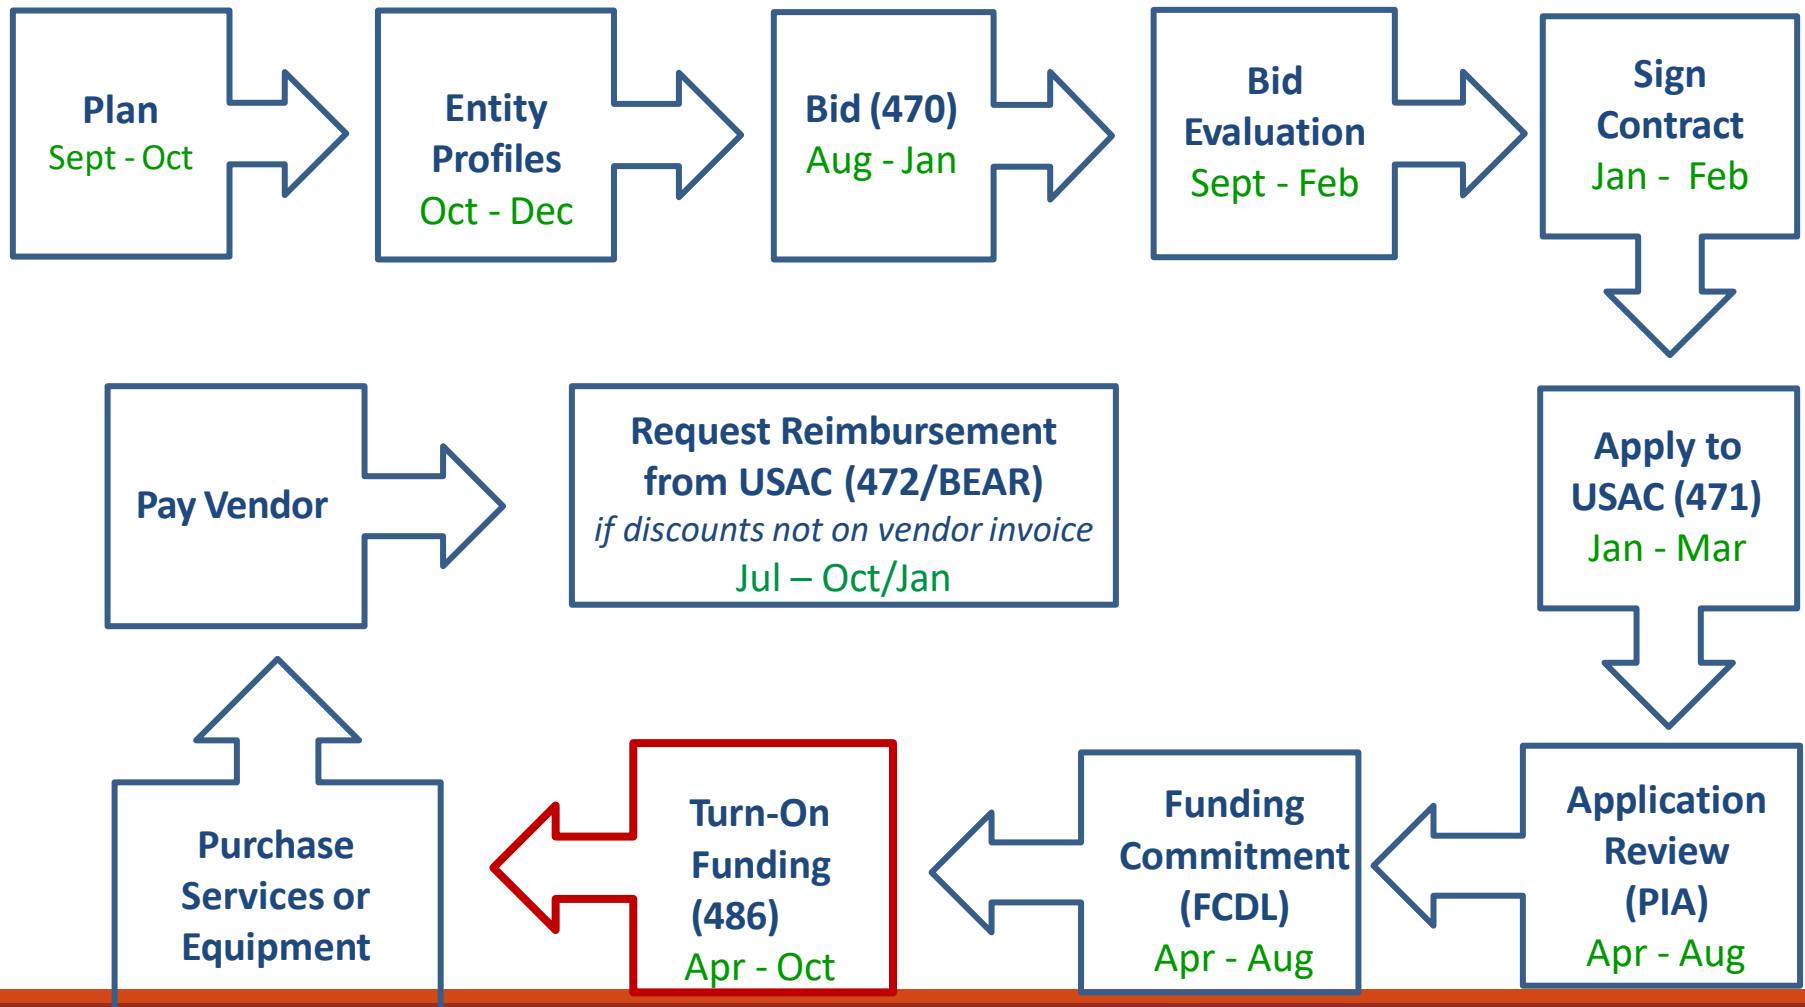 Plan
Sept - Oct
Entity
Profiles
Oct - Dec
Bid (470)
Aug - Jan
Bid
Evaluation
Sept - Feb
Sign
Contract
Jan - Feb
Apply to
USAC (471)
Jan - Mar
Application
Review
(PIA)
Apr - Aug
Funding
Commitment
(FCDL)
Apr - Aug
Turn-On
Funding
(486)
Apr - Oct
Purchase
Services or
Equipment
Pay Vendor
Request Reimbursement
from USAC (472/BEAR)
if discounts not on vendor invoice
Jul – Oct/Jan